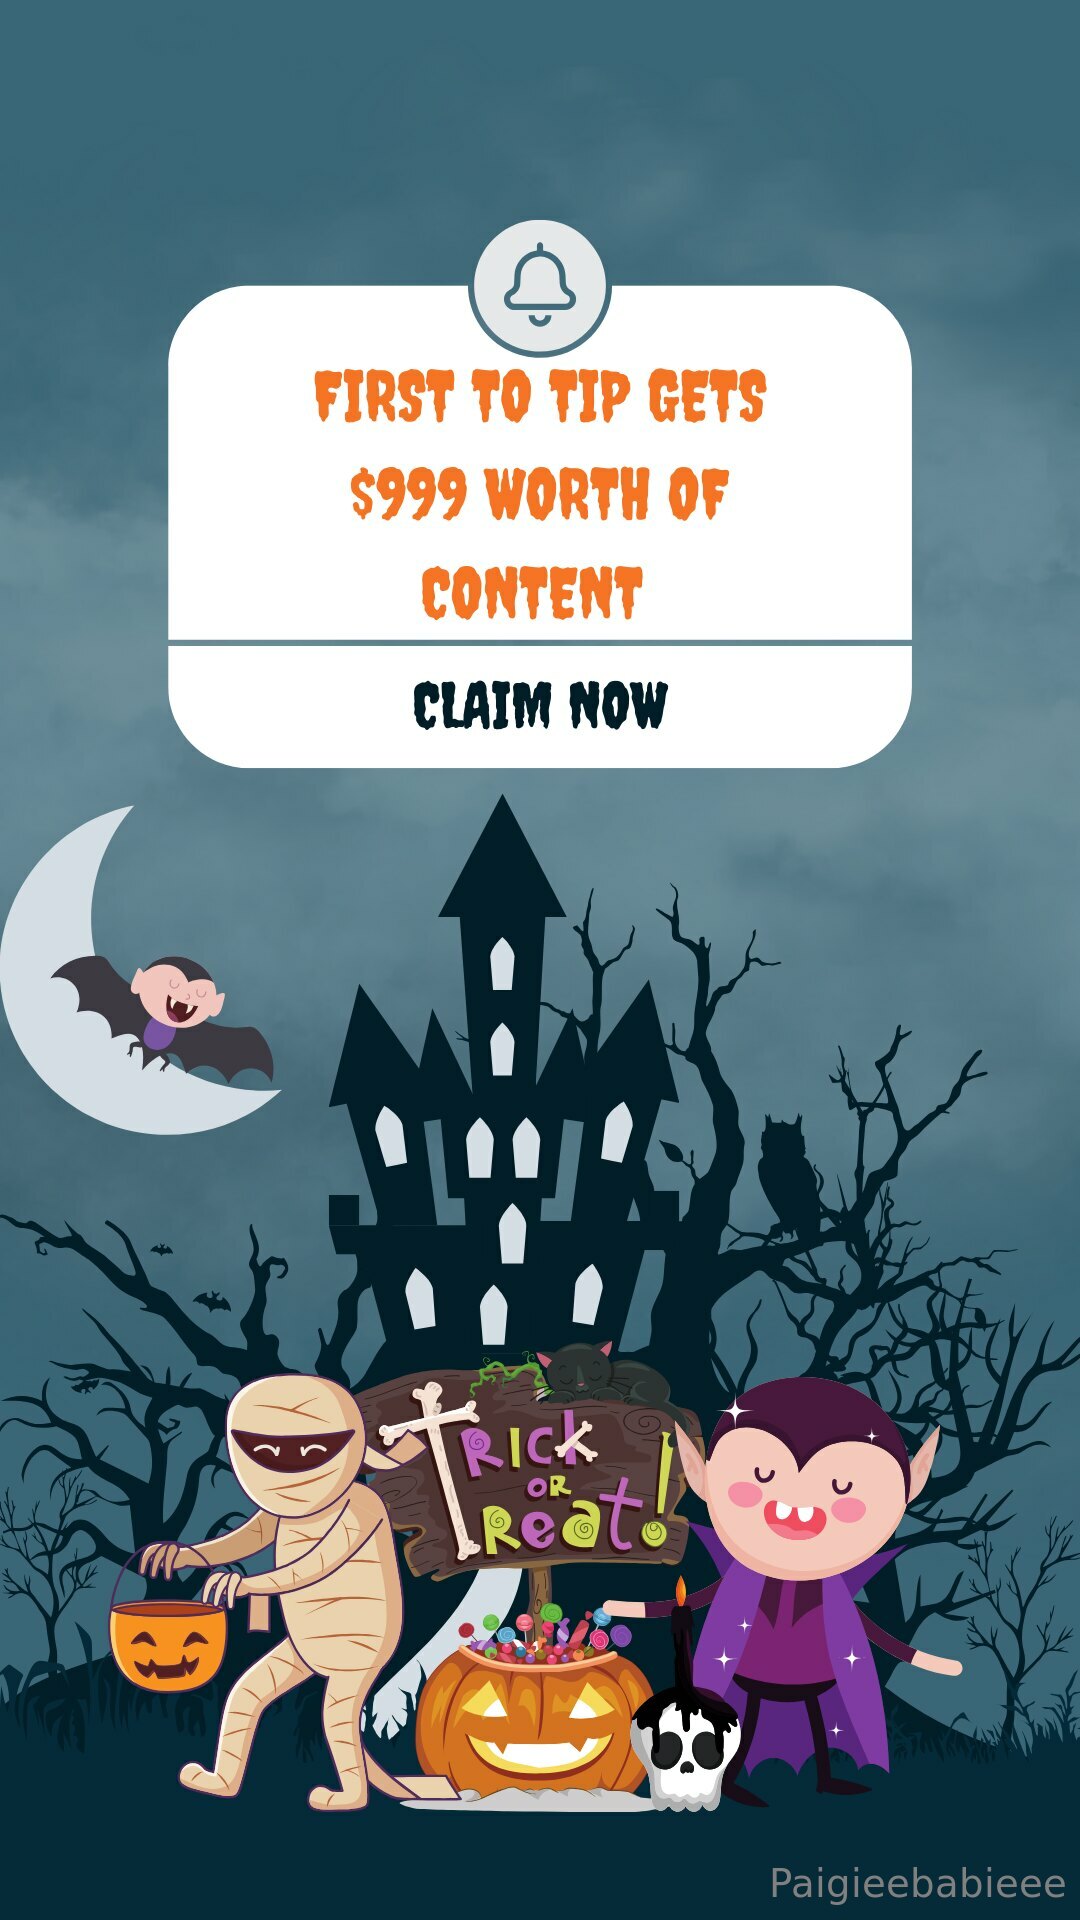 FIRST TO TIP GETS
$999 WORTH OF
CONTENT
CLAIM NOW
TRICK
OR
TREAT!
Paigieebabieee